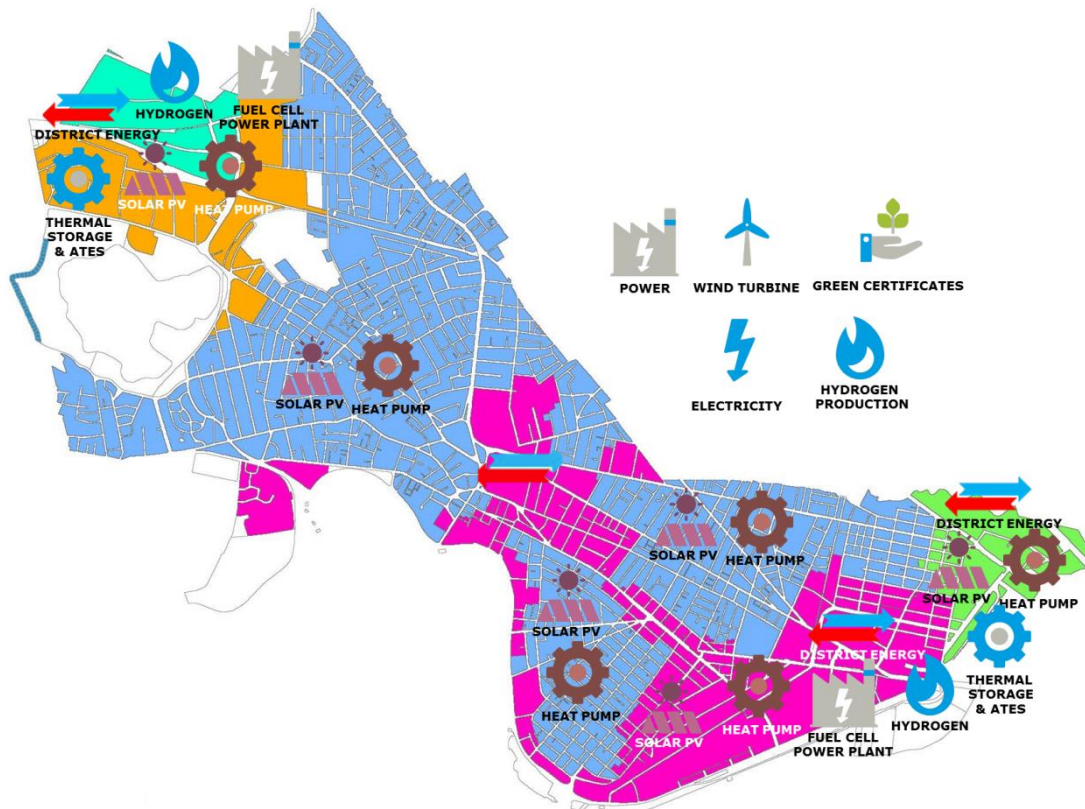 HYDROGEN
FUEL CELL
POWER PLANT
DISTRICT ENERGY
SOLAR PV
HEAT PUMP
THERMAL
STORAGE
& ATES
POWER
WIND TURBINE
GREEN CERTIFICATES
ELECTRICITY
HYDROGEN
PRODUCTION
SOLAR PV
HEAT PUMP
SOLAR PV
HEAT PUMP
DISTRICT ENERGY
SOLAR PV
HEAT PUMP
SOLAR PV
HEAT PUMP
DISTRICT ENERGY
THERMAL
STORAGE
& ATES
SOLAR PV
HEAT PUMP
FUEL CELL
POWER PLANT
HYDROGEN